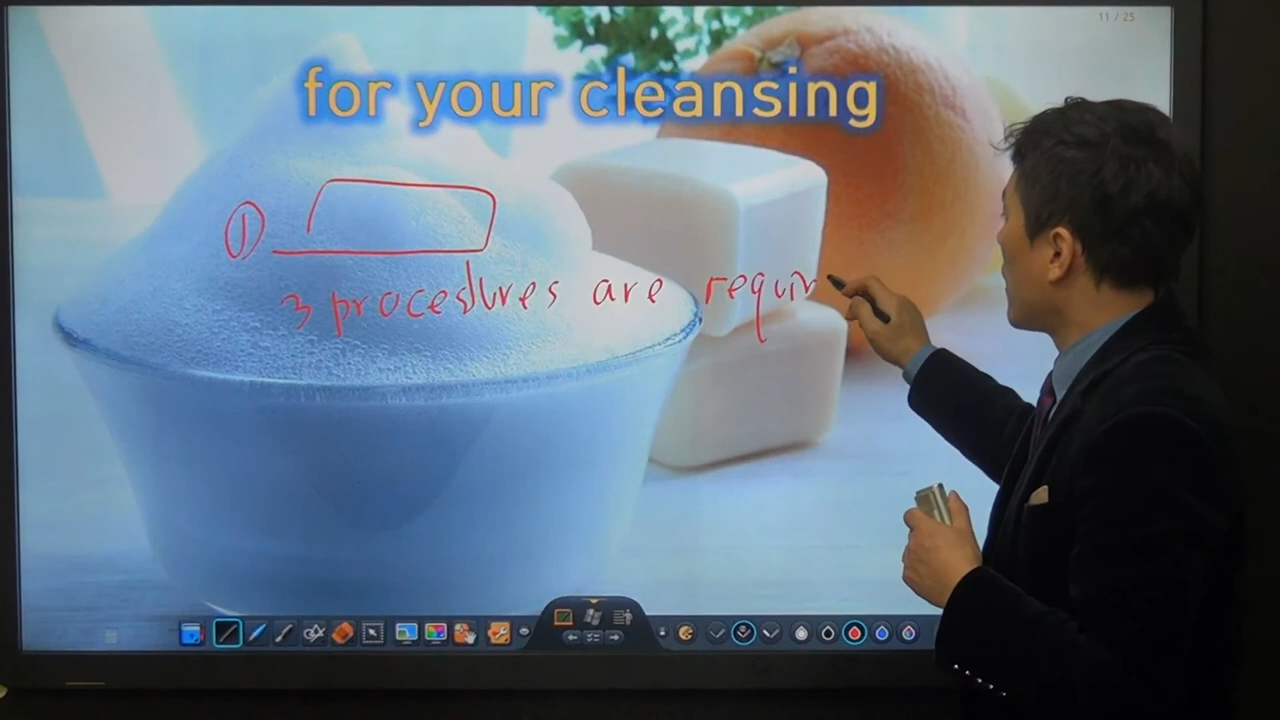 11 / 25
for your cleansing
①
3 procedures are requir